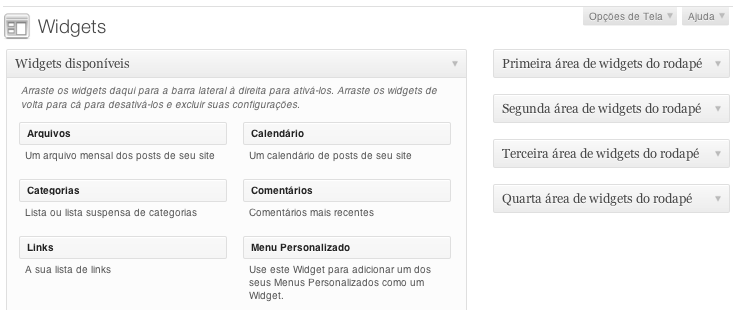 Opções de Tela
Ajuda
Widgets
Widgets disponíveis
Arraste os widgets daqui para a barra lateral à direita para ativá-los. Arraste os widgets de
volta para cá para desativá-los e excluir suas configurações.
Arquivos
Um arquivo mensal dos posts de seu site
Calendário
Um calendário de posts de seu site
Categorias
Lista ou lista suspensa de categorias
Comentários
Comentários mais recentes
Links
A sua lista de links
Menu Personalizado
Use este Widget para adicionar um dos
seus Menus Personalizados como um
Widget.
Primeira área de widgets do rodapé
Segunda área de widgets do rodapé
Terceira área de widgets do rodapé
Quarta área de widgets do rodapé